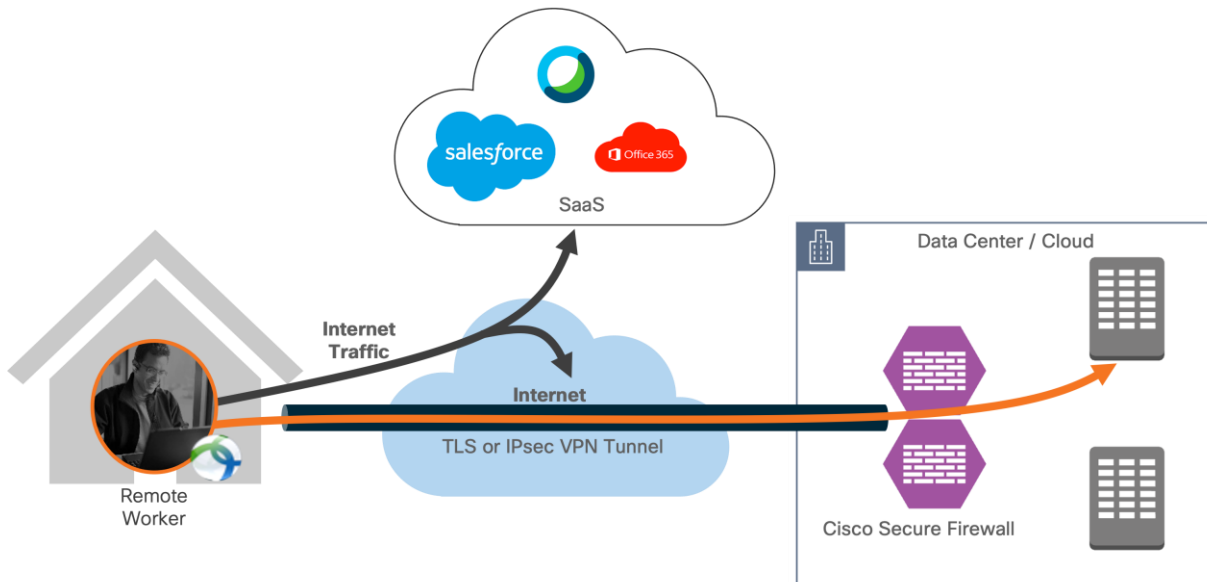 salesforce
Office 365
SaaS
Data Center / Cloud
Internet
Traffic
Internet
TLS or IPsec VPN Tunnel
Remote
Worker
Cisco Secure Firewall